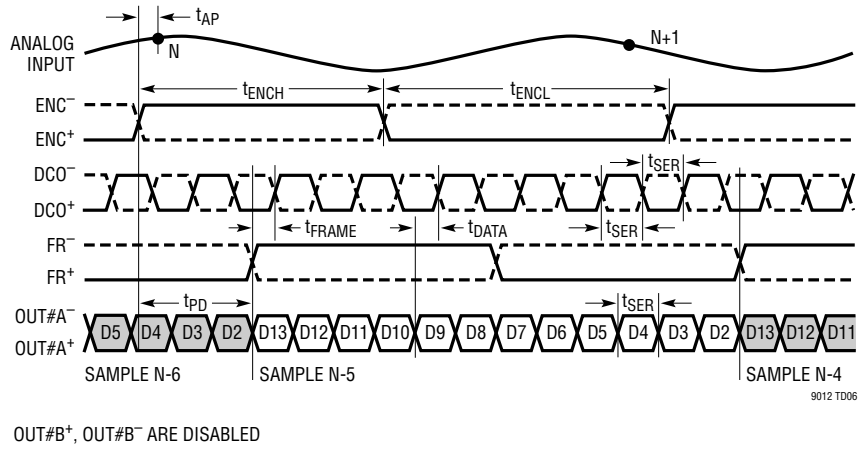 tAP
ANALOG
INPUT
N
N+1
tENCH
tENCL
ENC–
ENC+
DCO–
DCO+
tSER
tFRAME
tDATA
tSER
FR–
FR+
tPD
tSER
OUT#A–
OUT#A+
D5 D4 D3 D2 D13 D12 D11 D10 D9 D8 D7 D6 D5 D4 D3 D2 D13 D12 D11
SAMPLE N-6 SAMPLE N-5 SAMPLE N-4
9012 TD06
OUT#B+, OUT#B– ARE DISABLED